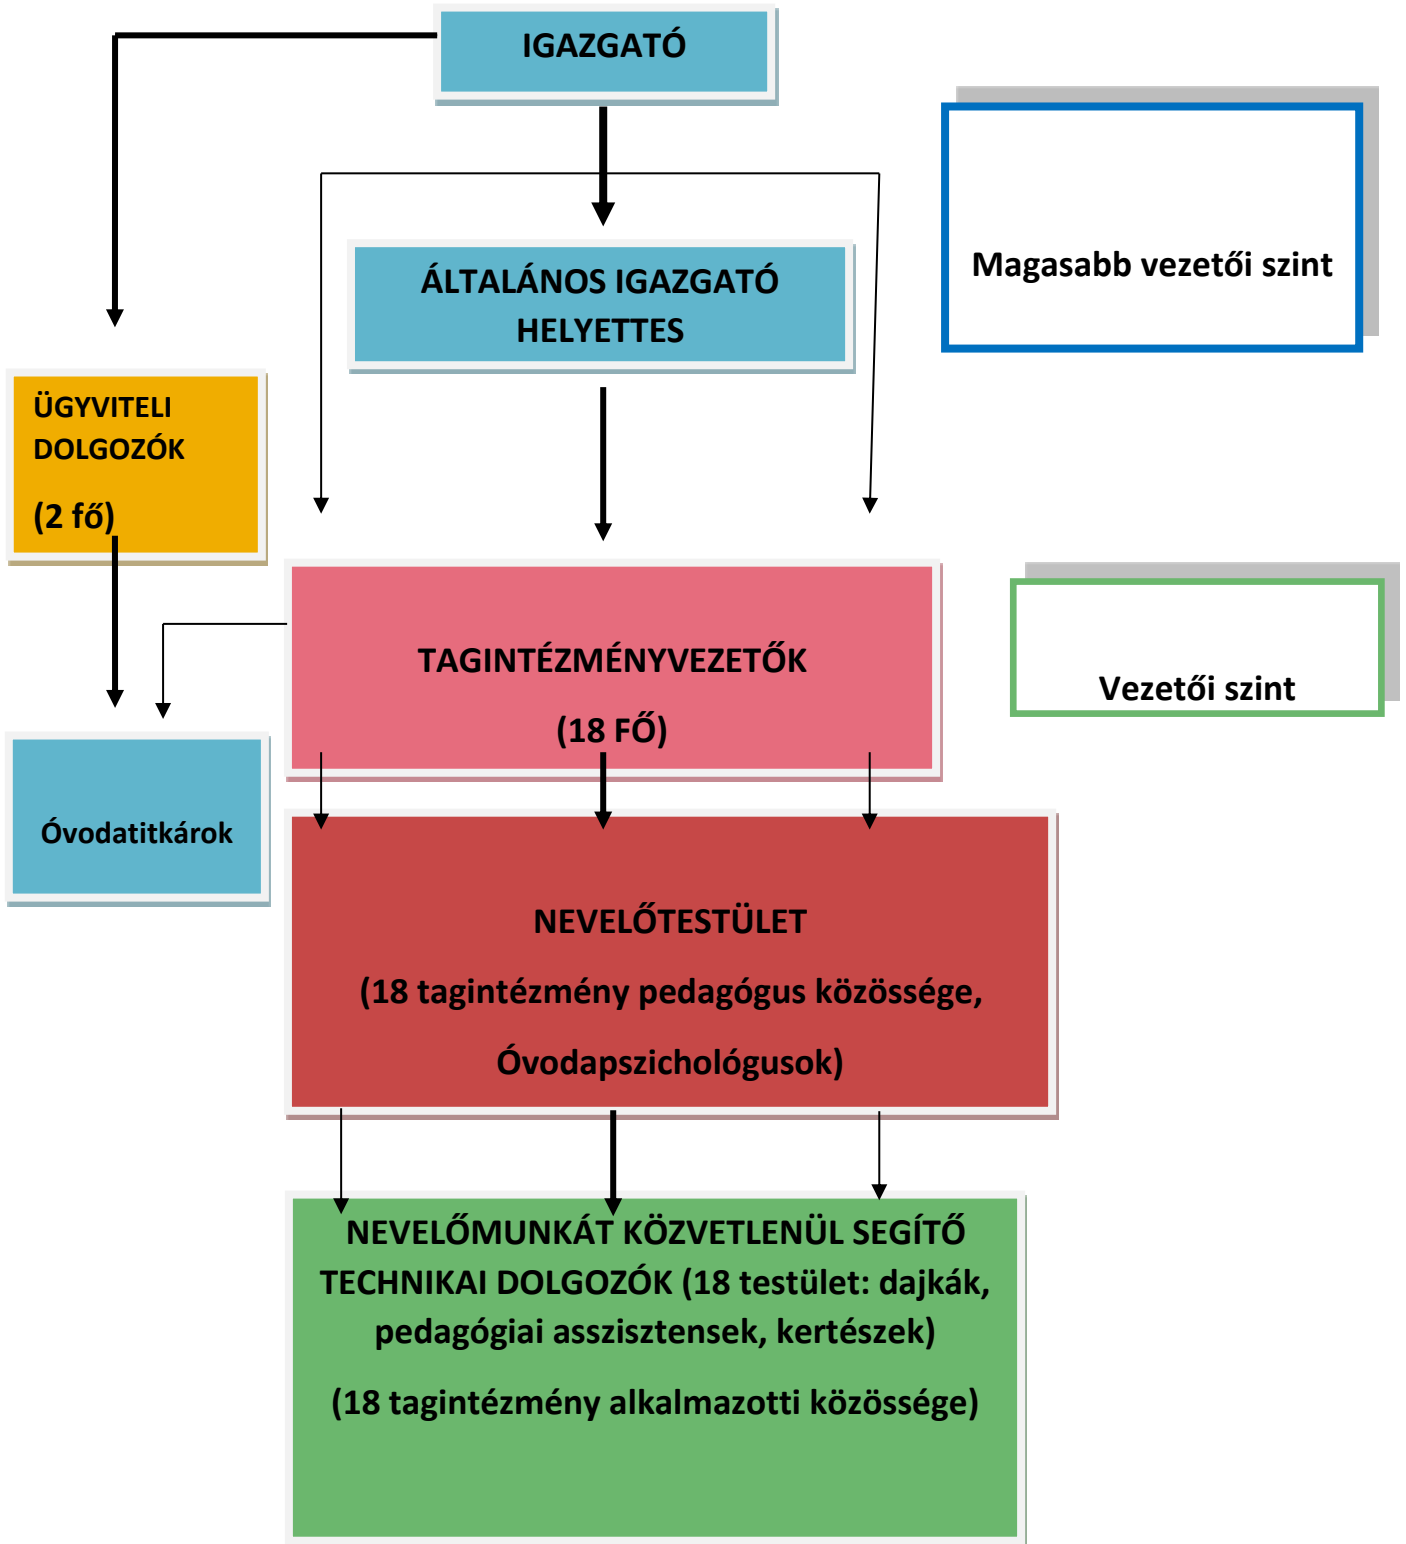 IGAZGATÓ
Magasabb vezetői szint
ÁLTALÁNOS IGAZGATÓ
HELYETTES
ÜGYVITELI
DOLGOZÓK
(2 fő)
TAGINTÉZMÉNYVEZETŐK
(18 FŐ)
Vezetői szint
Óvodatitkárok
NEVELŐTESTÜLET
(18 tagintézmény pedagógus közössége,
Óvodapszichológusok)
NEVELŐMUNKÁT KÖZVETLENÜL SEGÍTŐ
TECHNIKAI DOLGOZÓK (18 testület: dajkák,
pedagógiai asszisztensek, kertészek)
(18 tagintézmény alkalmazotti közössége)